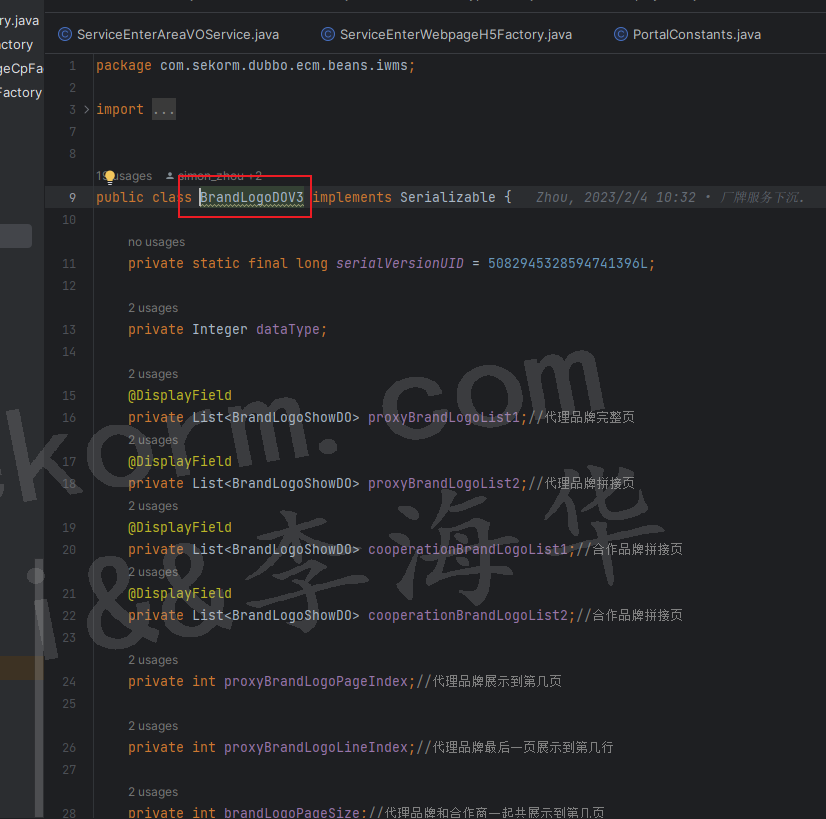 ry.java
actory
geCpFa
Factory
ServiceEnterAreaVOService.java
ServiceEnterWebpageH5Factory.java
PortalConstants.java
1 package com.sekorm.dubbo.ecm.beans.iwms;
2
3 import ...
7
8
19 usages simon_zhou +2
9 public class BrandLogoDOV3 implements Serializable { Zhou, 2023/2/4 10:32 · 厂牌服务下沉.
10
no usages
11 private static final long serialVersionUID = 5082945328594741396L;
12
2 usages
13 private Integer dataType;
14
2 usages
15 @DisplayField
16 private List<BrandLogoShowDO> proxyBrandLogoList1;//代理品牌完整页
2 usages
17 @DisplayField
18 private List<BrandLogoShowDO> proxyBrandLogoList2;//代理品牌拼接页
2 usages
19 @DisplayField
20 private List<BrandLogoShowDO> cooperationBrandLogoList1;//合作品牌拼接页
2 usages
21 @DisplayField
22 private List<BrandLogoShowDO> cooperationBrandLogoList2;//合作品牌拼接页
23
2 usages
24 private int proxyBrandLogoPageIndex;//代理品牌展示到第几页
25
2 usages
26 private int proxyBrandLogoLineIndex;//代理品牌最后一页展示到第几行
27
2 usages
28 private int brandLogoPageSize;//代理品牌和合作商一起共展示到第几页
ekorm.com
i&&李海华